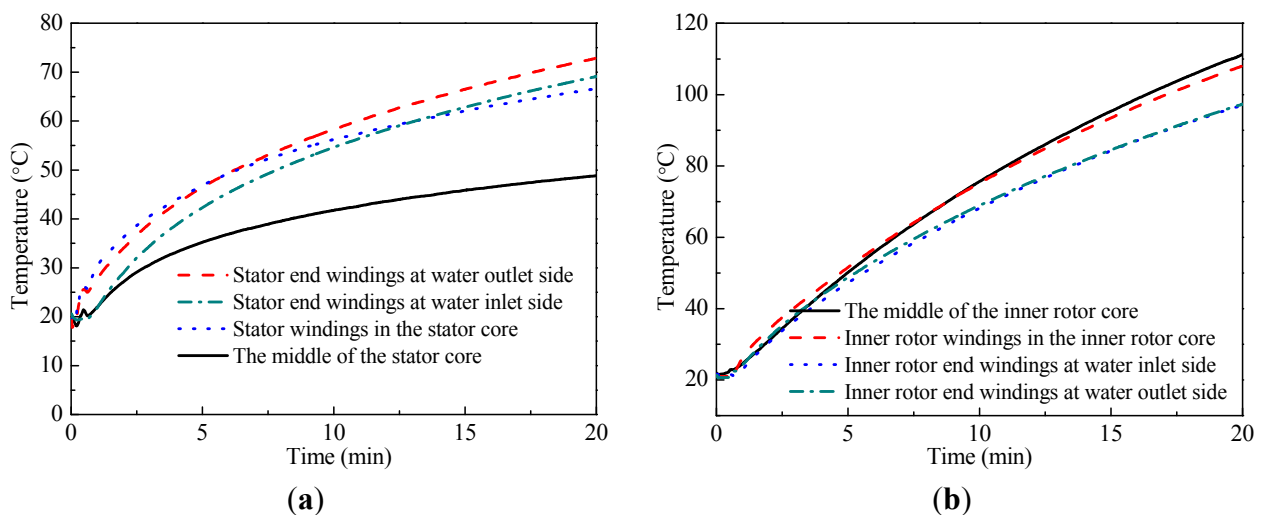 80
70
60
50
40
30
20
10
0
Temperature (°C)
Stator end windings at water outlet side
Stator end windings at water inlet side
Stator windings in the stator core
The middle of the stator core
0 5 10 15 20
Time (min)
(a)
120
100
80
60
40
20
Temperature (°C)
The middle of the inner rotor core
Inner rotor windings in the inner rotor core
Inner rotor end windings at water inlet side
Inner rotor end windings at water outlet side
0 5 10 15 20
Time (min)
(b)